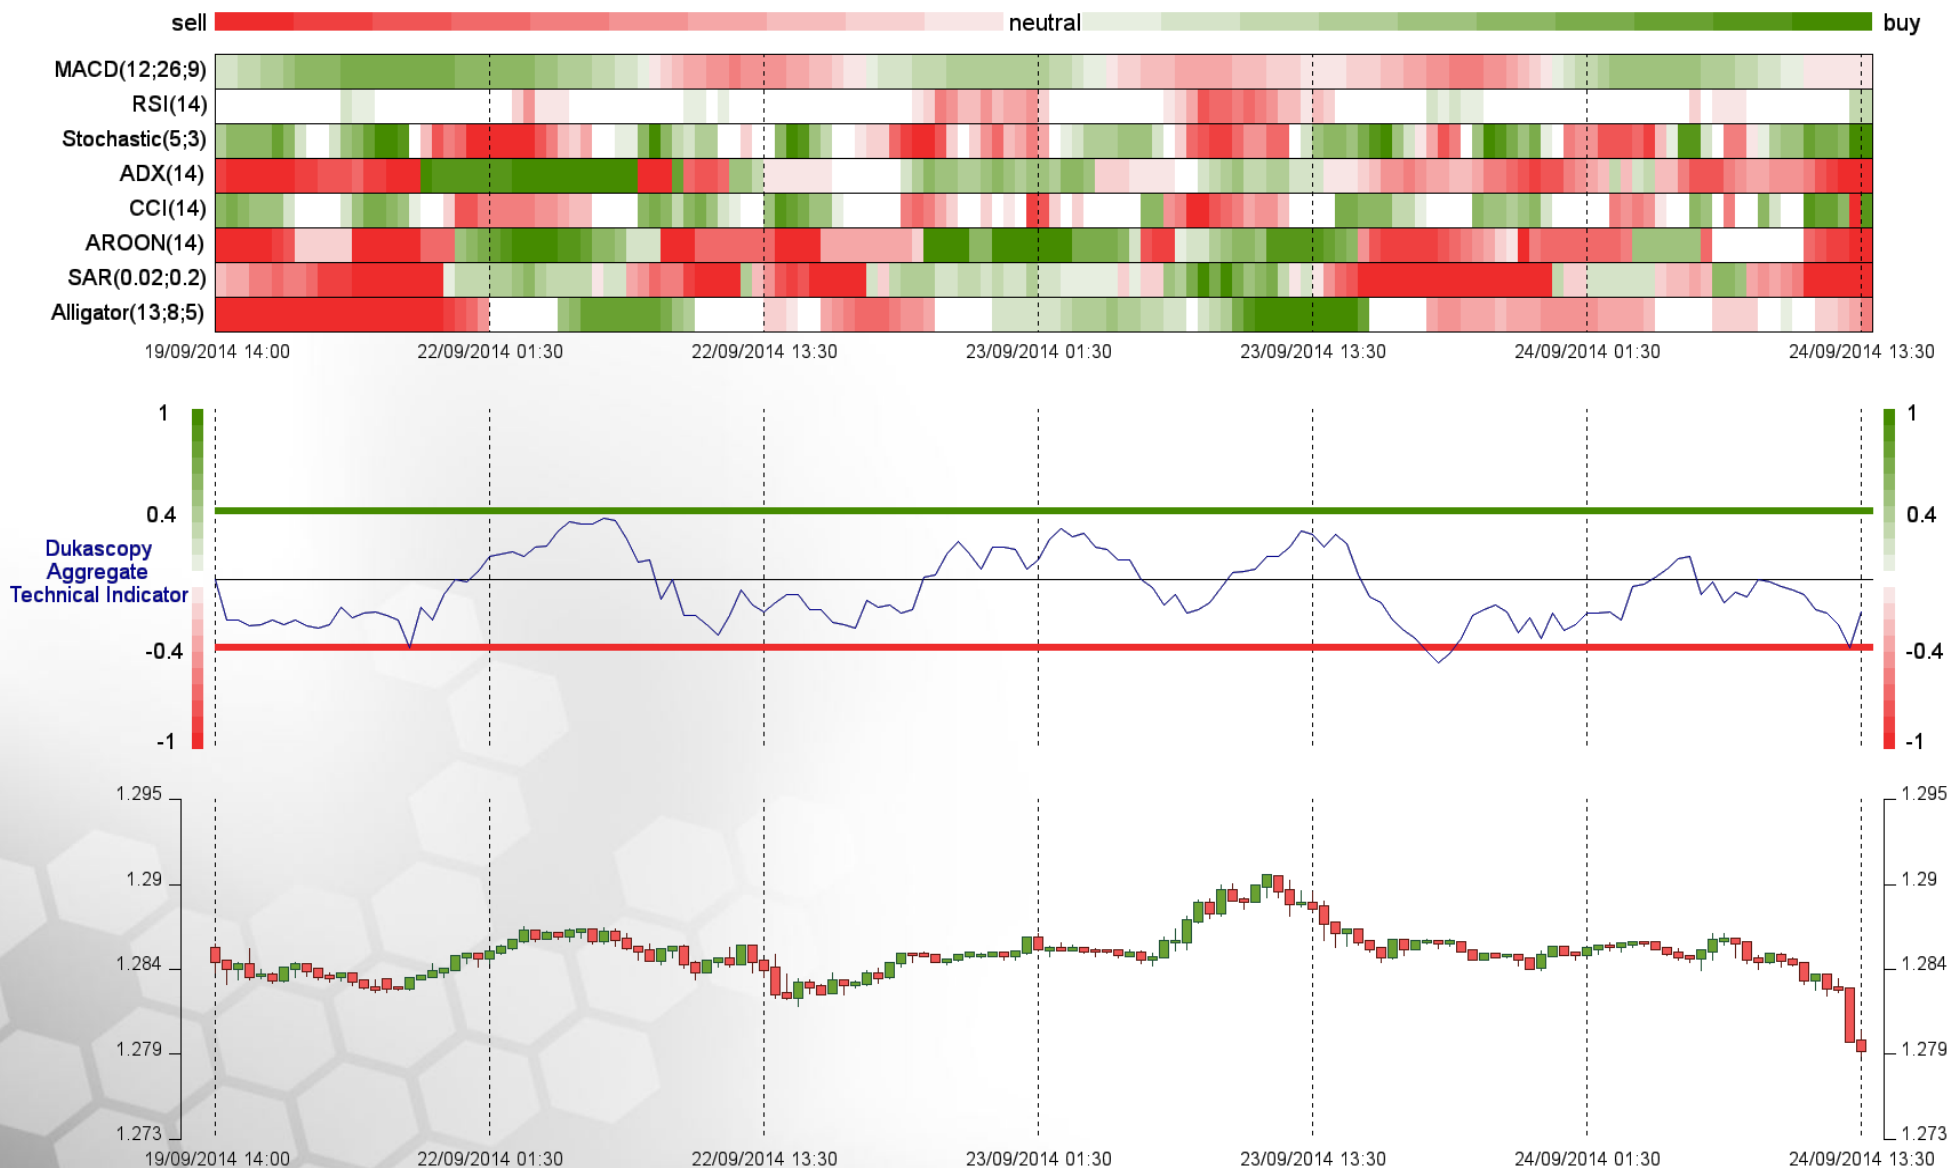 sell neutral buy
MACD(12;26;9)
RSI(14)
Stochastic(5;3)
ADX(14)
CCI(14)
AROON(14)
SAR(0.02;0.2)
Alligator(13;8;5)
19/09/2014 14:00 22/09/2014 01:30 22/09/2014 13:30 23/09/2014 01:30 23/09/2014 13:30 24/09/2014 01:30 24/09/2014 13:30
1 1
0.4 0.4
Dukascopy
Aggregate
Technical Indicator
-0.4 -0.4
-1 -1
1.295 1.295
1.29 1.29
1.284 1.284
1.279 1.279
1.273 1.273
19/09/2014 14:00 22/09/2014 01:30 22/09/2014 13:30 23/09/2014 01:30 23/09/2014 13:30 24/09/2014 01:30 24/09/2014 13:30